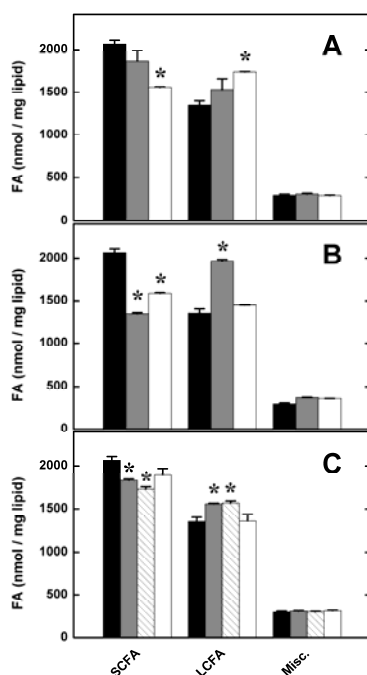 A
FA (nmol / mg lipid)
2000
1500
1000
500
0
*
*
B
FA (nmol / mg lipid)
2000
1500
1000
500
0
*
*
*
C
FA (nmol / mg lipid)
2000
1500
1000
500
0
*
*
*
*
SCFA
LCFA
Misc.